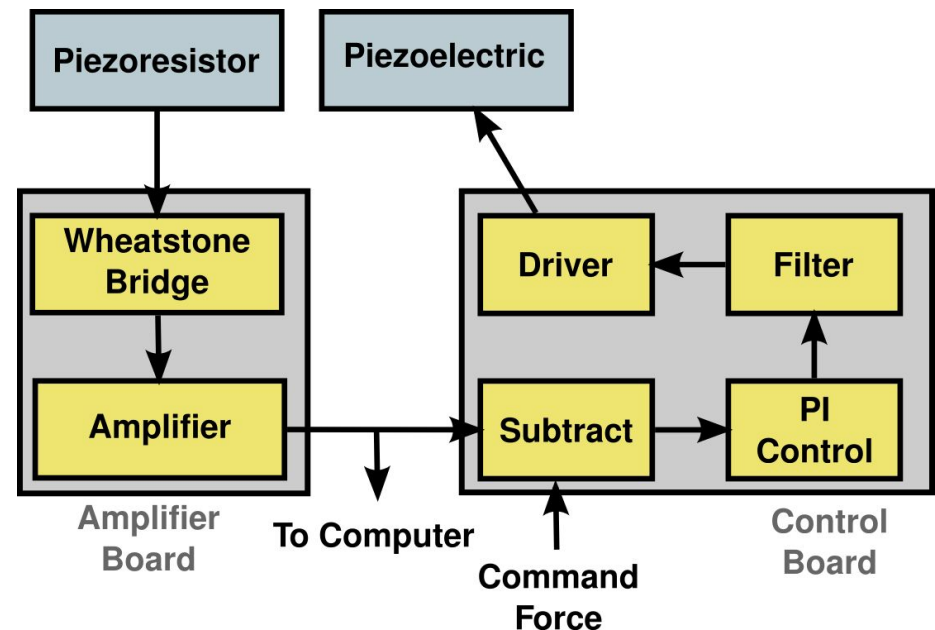 Piezoresistor
Piezoelectric
Wheatstone
Bridge
Driver
Filter
Amplifier
Subtract
PI
Control
Amplifier
Board
To Computer
Control
Board
Command
Force